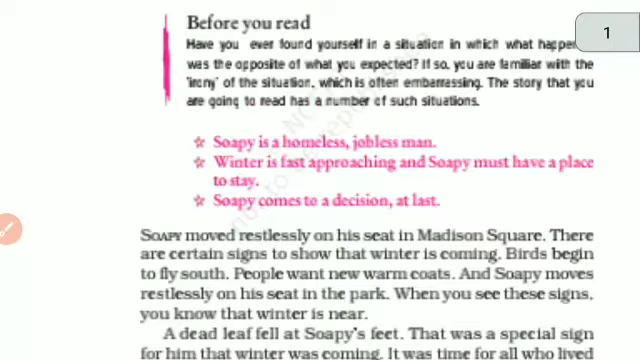 Before you read
1
Have you ever found yourself in a situation in which what happen
was the opposite of what you expected? If so, you are familiar with the
'irony' of the situation, which is often embarrassing. The story that you
are going to read has a number of such situations.
☆ Soapy is a homeless, jobless man.
☆ Winter is fast approaching and Soapy must have a place
to stay.
☆ Soapy comes to a decision, at last.
SOAPY moved restlessly on his seat in Madison Square. There
are certain signs to show that winter is coming. Birds begin
to fly south. People want new warm coats. And Soapy moves
restlessly on his seat in the park. When you see these signs,
you know that winter is near.
A dead leaf fell at Soapy's feet. That was a special sign
for him that winter was coming. It was time for all who lived